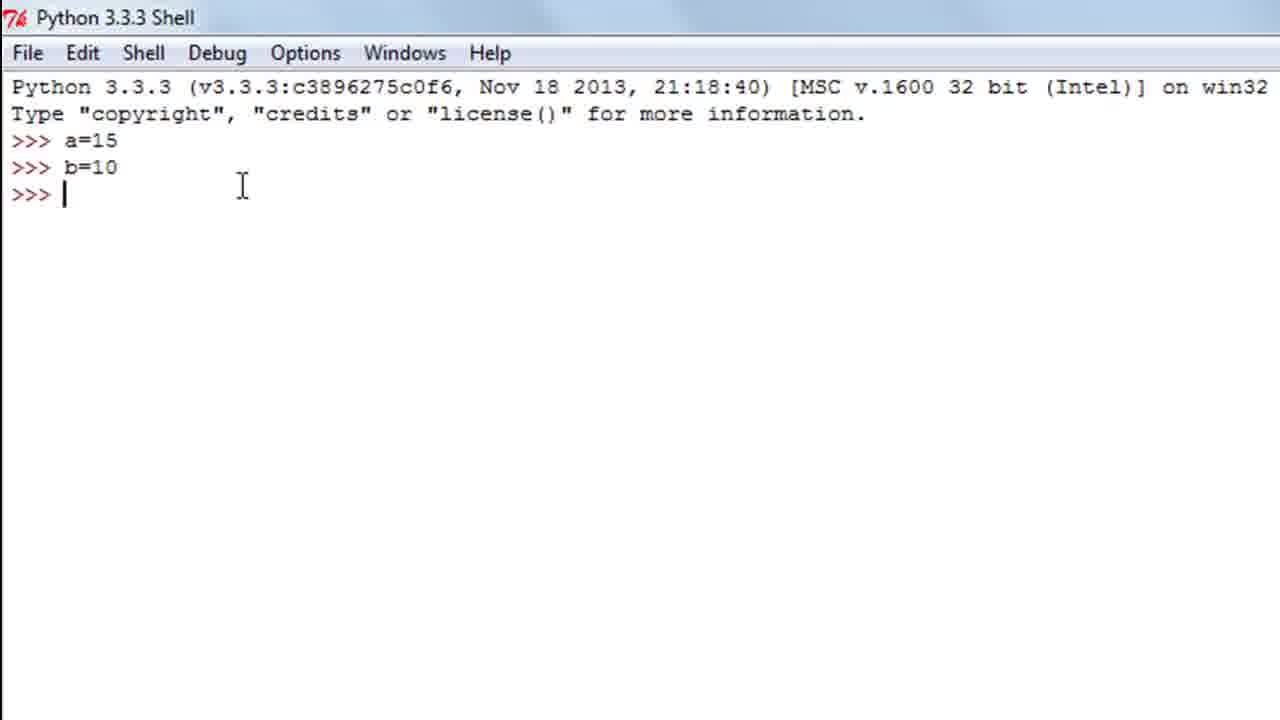 Python 3.3.3 Shell
File Edit Shell Debug Options Windows Help
Python 3.3.3 (v3.3.3:c3896275c0f6, Nov 18 2013, 21:18:40) [MSC v.1600 32 bit (Intel)] on win32
Type "copyright", "credits" or "license()" for more information.
>>> a=15
>>> b=10
>>>